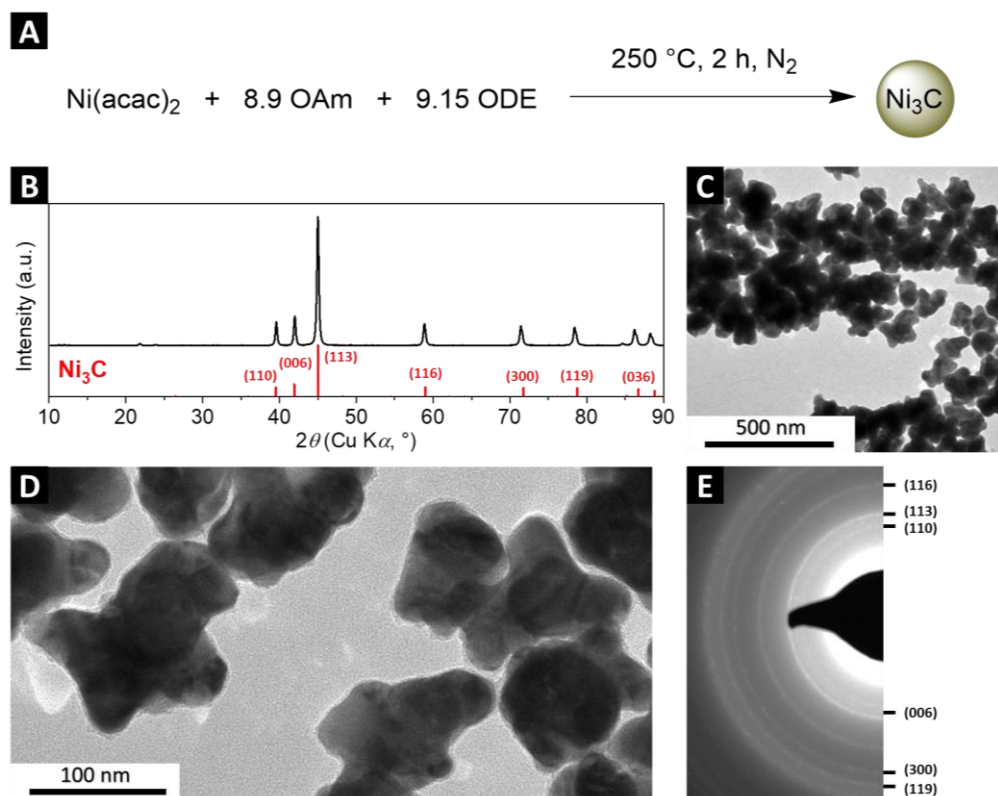 A
250 °C, 2 h, N₂
Ni(acac)₂ + 8.9 OAm + 9.15 ODE
Ni₃C
B
Intensity (a.u.)
Ni₃C
(110)
(006)
(113)
(116)
(300)
(119)
(036)
10 20 30 40 50 60 70 80 90
2θ (Cu Kα, °)
C
500 nm
D
100 nm
E
(116)
(113)
(110)
(006)
(300)
(119)